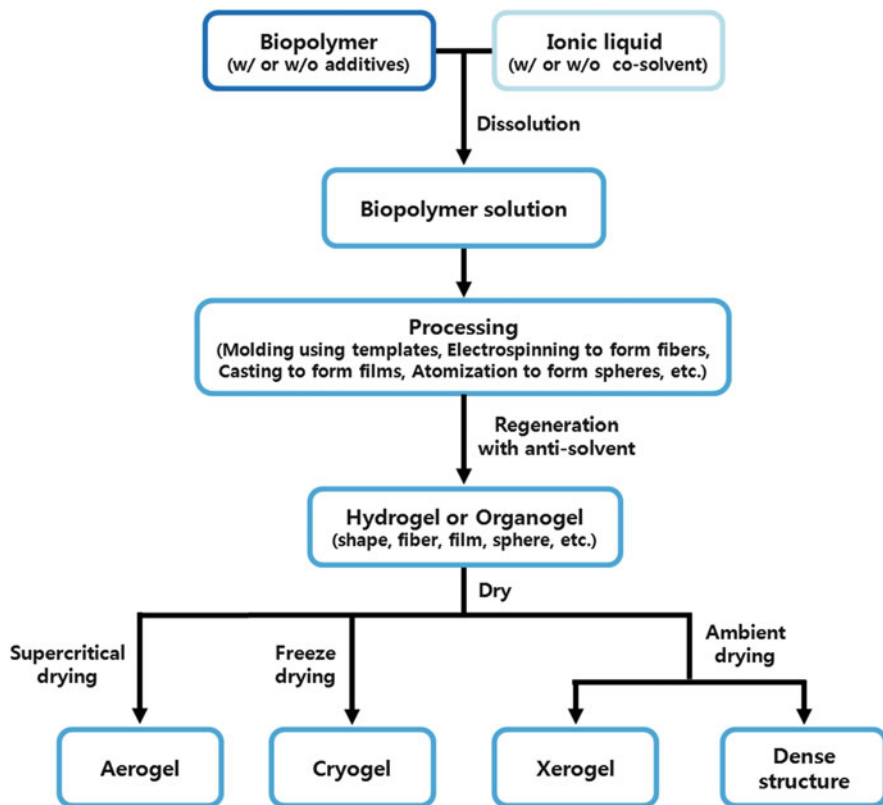 Biopolymer
(w/ or w/o additives)
Ionic liquid
(w/ or w/o co-solvent)
Dissolution
Biopolymer solution
Processing
(Molding using templates, Electrospinning to form fibers,
Casting to form films, Atomization to form spheres, etc.)
Regeneration
with anti-solvent
Hydrogel or Organogel
(shape, fiber, film, sphere, etc.)
Dry
Supercritical
drying
Freeze
drying
Ambient
drying
Aerogel
Cryogel
Xerogel
Dense
structure